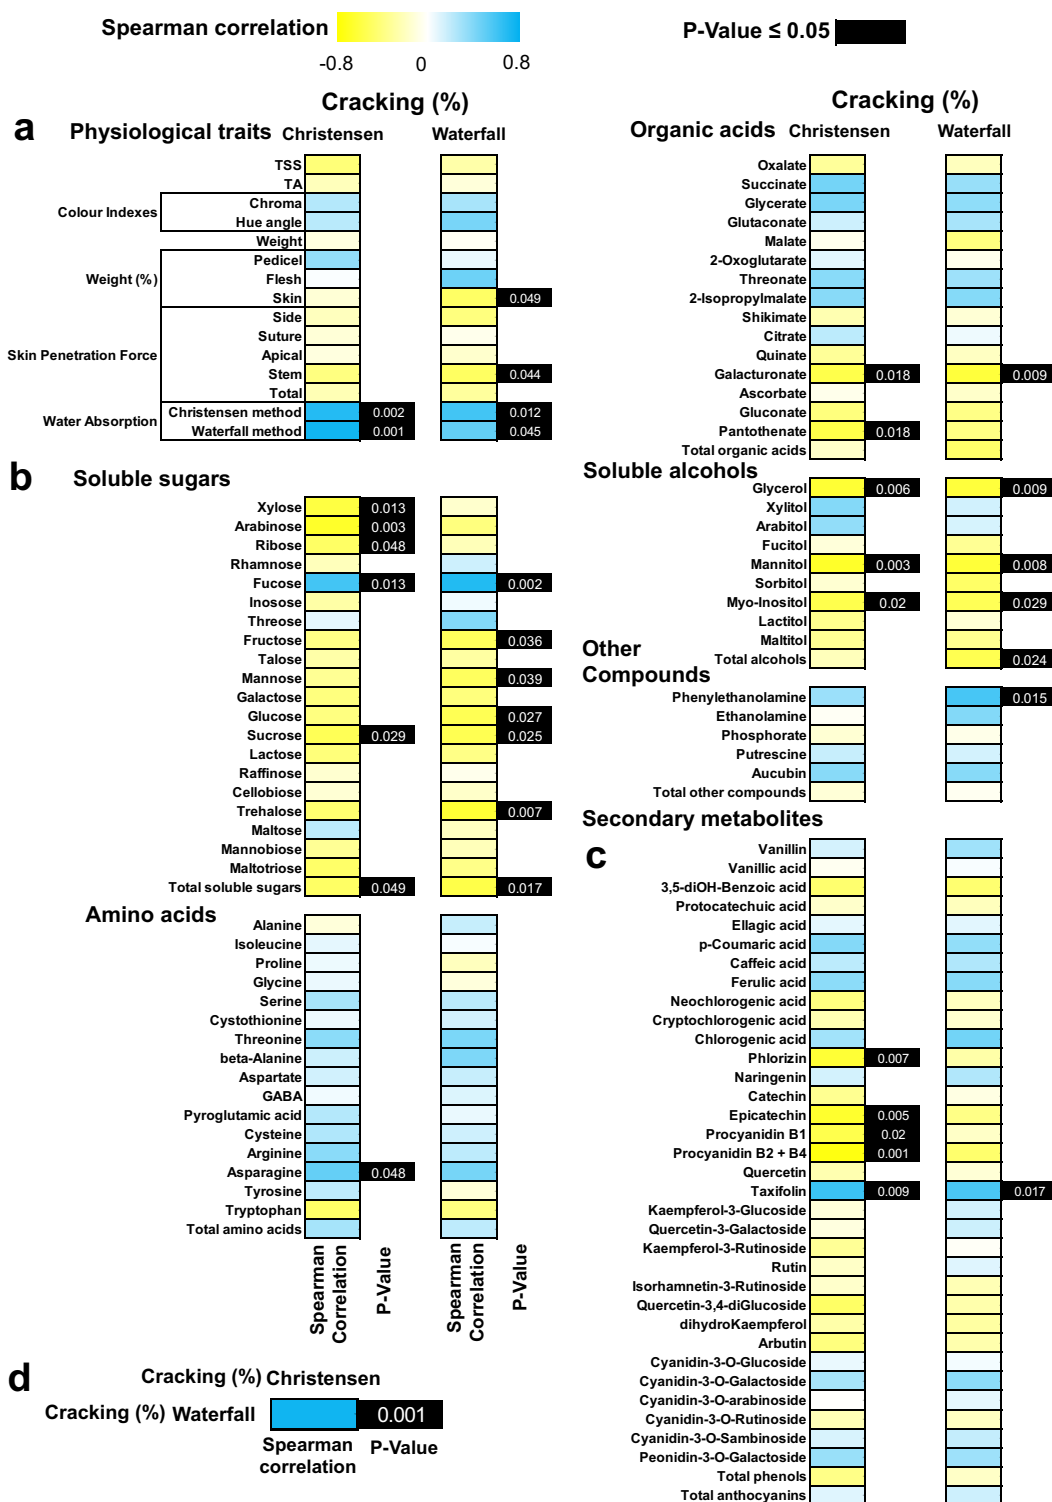 Spearman correlation
-0.8 0 0.8
P-Value ≤ 0.05
Cracking (%)
a Physiological traits Christensen Waterfall
TSS
TA
Colour Indexes
Chroma
Hue angle
Weight
Weight (%)
Pedicel
Flesh
Skin 0.049
Skin Penetration Force
Side
Suture
Apical
Stem 0.044
Total
Water Absorption
Christensen method 0.002 0.012
Waterfall method 0.001 0.045
b Soluble sugars
Xylose 0.013
Arabinose 0.003
Ribose 0.048
Rhamnose
Fucose 0.013 0.002
Inosose
Threose
Fructose 0.036
Talose
Mannose 0.039
Galactose
Glucose 0.027
Sucrose 0.029 0.025
Lactose
Raffinose
Cellobiose
Trehalose 0.007
Maltose
Mannobiose
Maltotriose
Total soluble sugars 0.049 0.017
Amino acids
Alanine
Isoleucine
Proline
Glycine
Serine
Cystothionine
Threonine
beta-Alanine
Aspartate
GABA
Pyroglutamic acid
Cysteine
Arginine
Asparagine 0.048
Tyrosine
Tryptophan
Total amino acids
Spearman
Correlation
P-Value
Spearman
Correlation
P-Value
Cracking (%)
Organic acids Christensen Waterfall
Oxalate
Succinate
Glycerate
Glutaconate
Malate
2-Oxoglutarate
Threonate
2-Isopropylmalate
Shikimate
Citrate
Quinate
Galacturonate 0.018 0.009
Ascorbate
Gluconate
Pantothenate 0.018
Total organic acids
Soluble alcohols
Glycerol 0.006 0.009
Xylitol
Arabitol
Fucitol
Mannitol 0.003 0.008
Sorbitol
Myo-Inositol 0.02 0.029
Lactitol
Maltitol
Total alcohols 0.024
Other
Compounds
Phenylethanolamine 0.015
Ethanolamine
Phosphorate
Putrescine
Aucubin
Total other compounds
Secondary metabolites
c
Vanillin
Vanillic acid
3,5-diOH-Benzoic acid
Protocatechuic acid
Ellagic acid
p-Coumaric acid
Caffeic acid
Ferulic acid
Neochlorogenic acid
Cryptochlorogenic acid
Chlorogenic acid
Phlorizin 0.007
Naringenin
Catechin
Epicatechin 0.005
Procyanidin B1 0.02
Procyanidin B2 + B4 0.001
Quercetin
Taxifolin 0.009 0.017
Kaempferol-3-Glucoside
Quercetin-3-Galactoside
Kaempferol-3-Rutinoside
Rutin
Isorhamnetin-3-Rutinoside
Quercetin-3,4-diGlucoside
dihydroKaempferol
Arbutin
Cyanidin-3-O-Glucoside
Cyanidin-3-O-Galactoside
Cyanidin-3-O-arabinoside
Cyanidin-3-O-Rutinoside
Cyanidin-3-O-Sambinoside
Peonidin-3-O-Galactoside
Total phenols
Total anthocyanins
d
Cracking (%) Christensen
Cracking (%) Waterfall 0.001
Spearman
correlation
P-Value